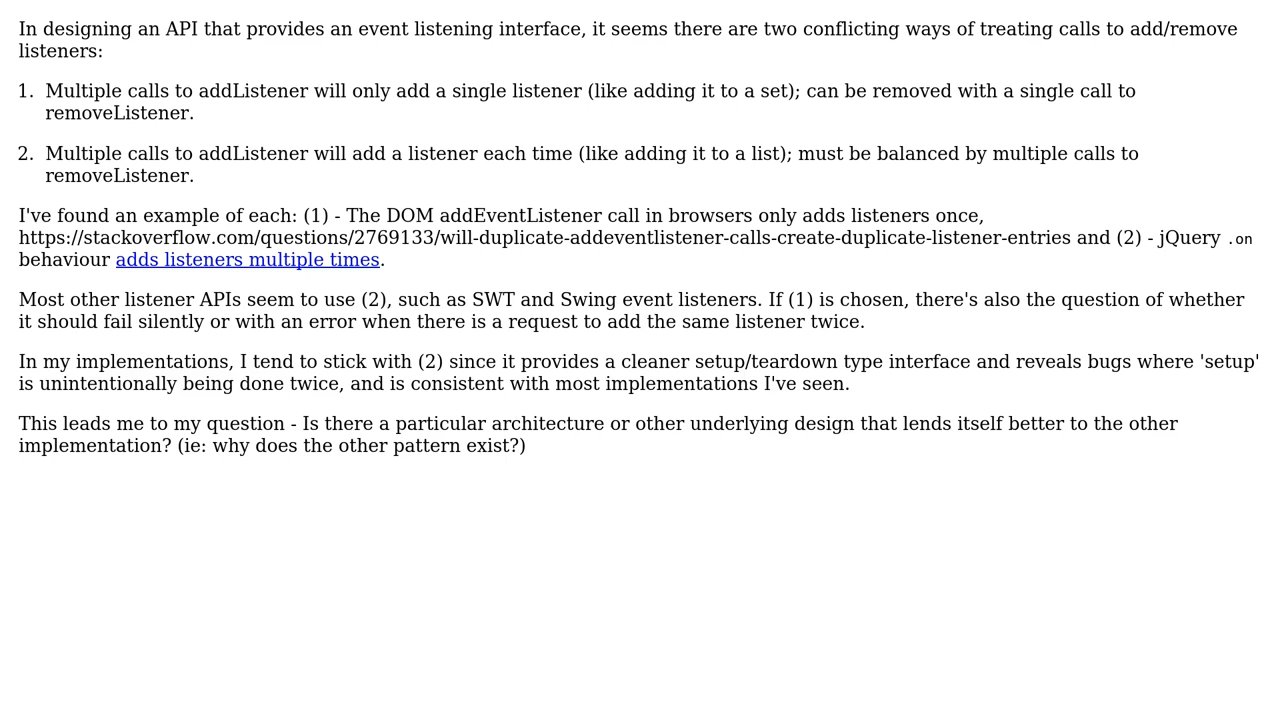 In designing an API that provides an event listening interface, it seems there are two conflicting ways of treating calls to add/remove
listeners:
1. Multiple calls to addListener will only add a single listener (like adding it to a set); can be removed with a single call to
removeListener.
2. Multiple calls to addListener will add a listener each time (like adding it to a list); must be balanced by multiple calls to
removeListener.
I've found an example of each: (1) - The DOM addEventListener call in browsers only adds listeners once,
https://stackoverflow.com/questions/2769133/will-duplicate-addeventlistener-calls-create-duplicate-listener-entries and (2) - jQuery .on
behaviour adds listeners multiple times.
Most other listener APIs seem to use (2), such as SWT and Swing event listeners. If (1) is chosen, there's also the question of whether
it should fail silently or with an error when there is a request to add the same listener twice.
In my implementations, I tend to stick with (2) since it provides a cleaner setup/teardown type interface and reveals bugs where 'setup'
is unintentionally being done twice, and is consistent with most implementations I've seen.
This leads me to my question - Is there a particular architecture or other underlying design that lends itself better to the other
implementation? (ie: why does the other pattern exist?)